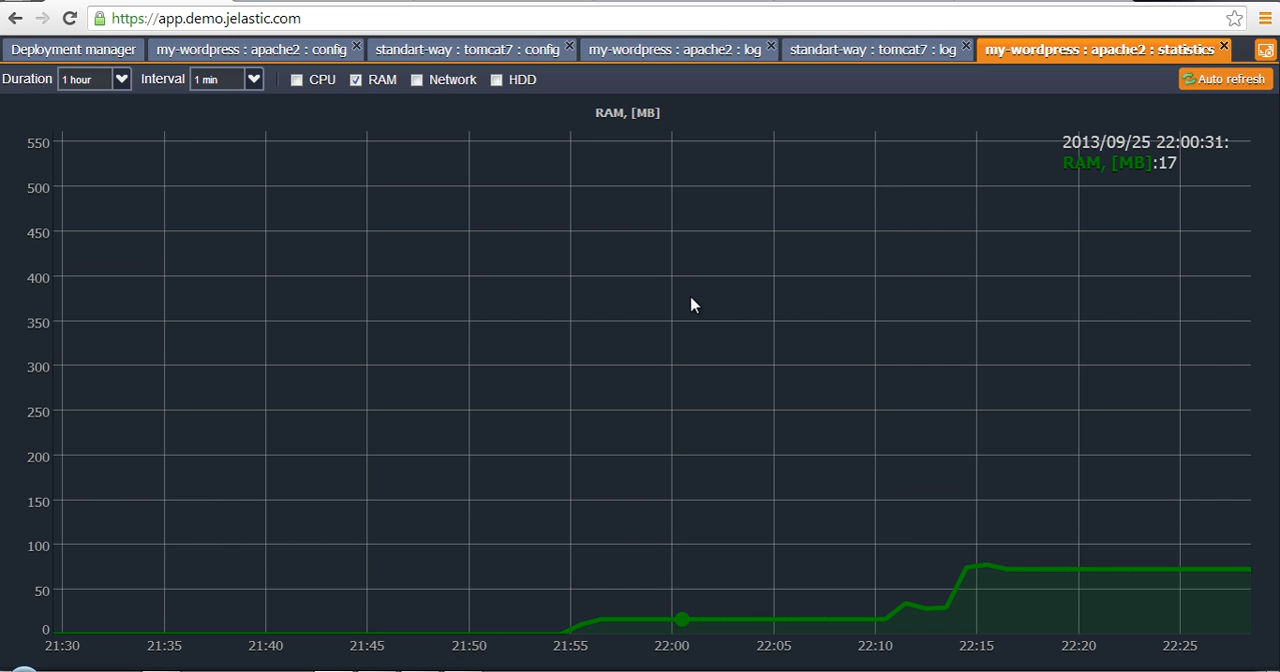 https://app.demo.jelastic.com
Deployment manager my-wordpress : apache2 : config standart-way : tomcat7 : config my-wordpress : apache2 : log standart-way : tomcat7 : log my-wordpress : apache2 : statistics
Duration 1 hour Interval 1 min CPU RAM Network HDD Auto refresh
RAM, [MB]
2013/09/25 22:00:31:
RAM, [MB]:17
550
500
450
400
350
300
250
200
150
100
50
0
21:30 21:35 21:40 21:45 21:50 21:55 22:00 22:05 22:10 22:15 22:20 22:25